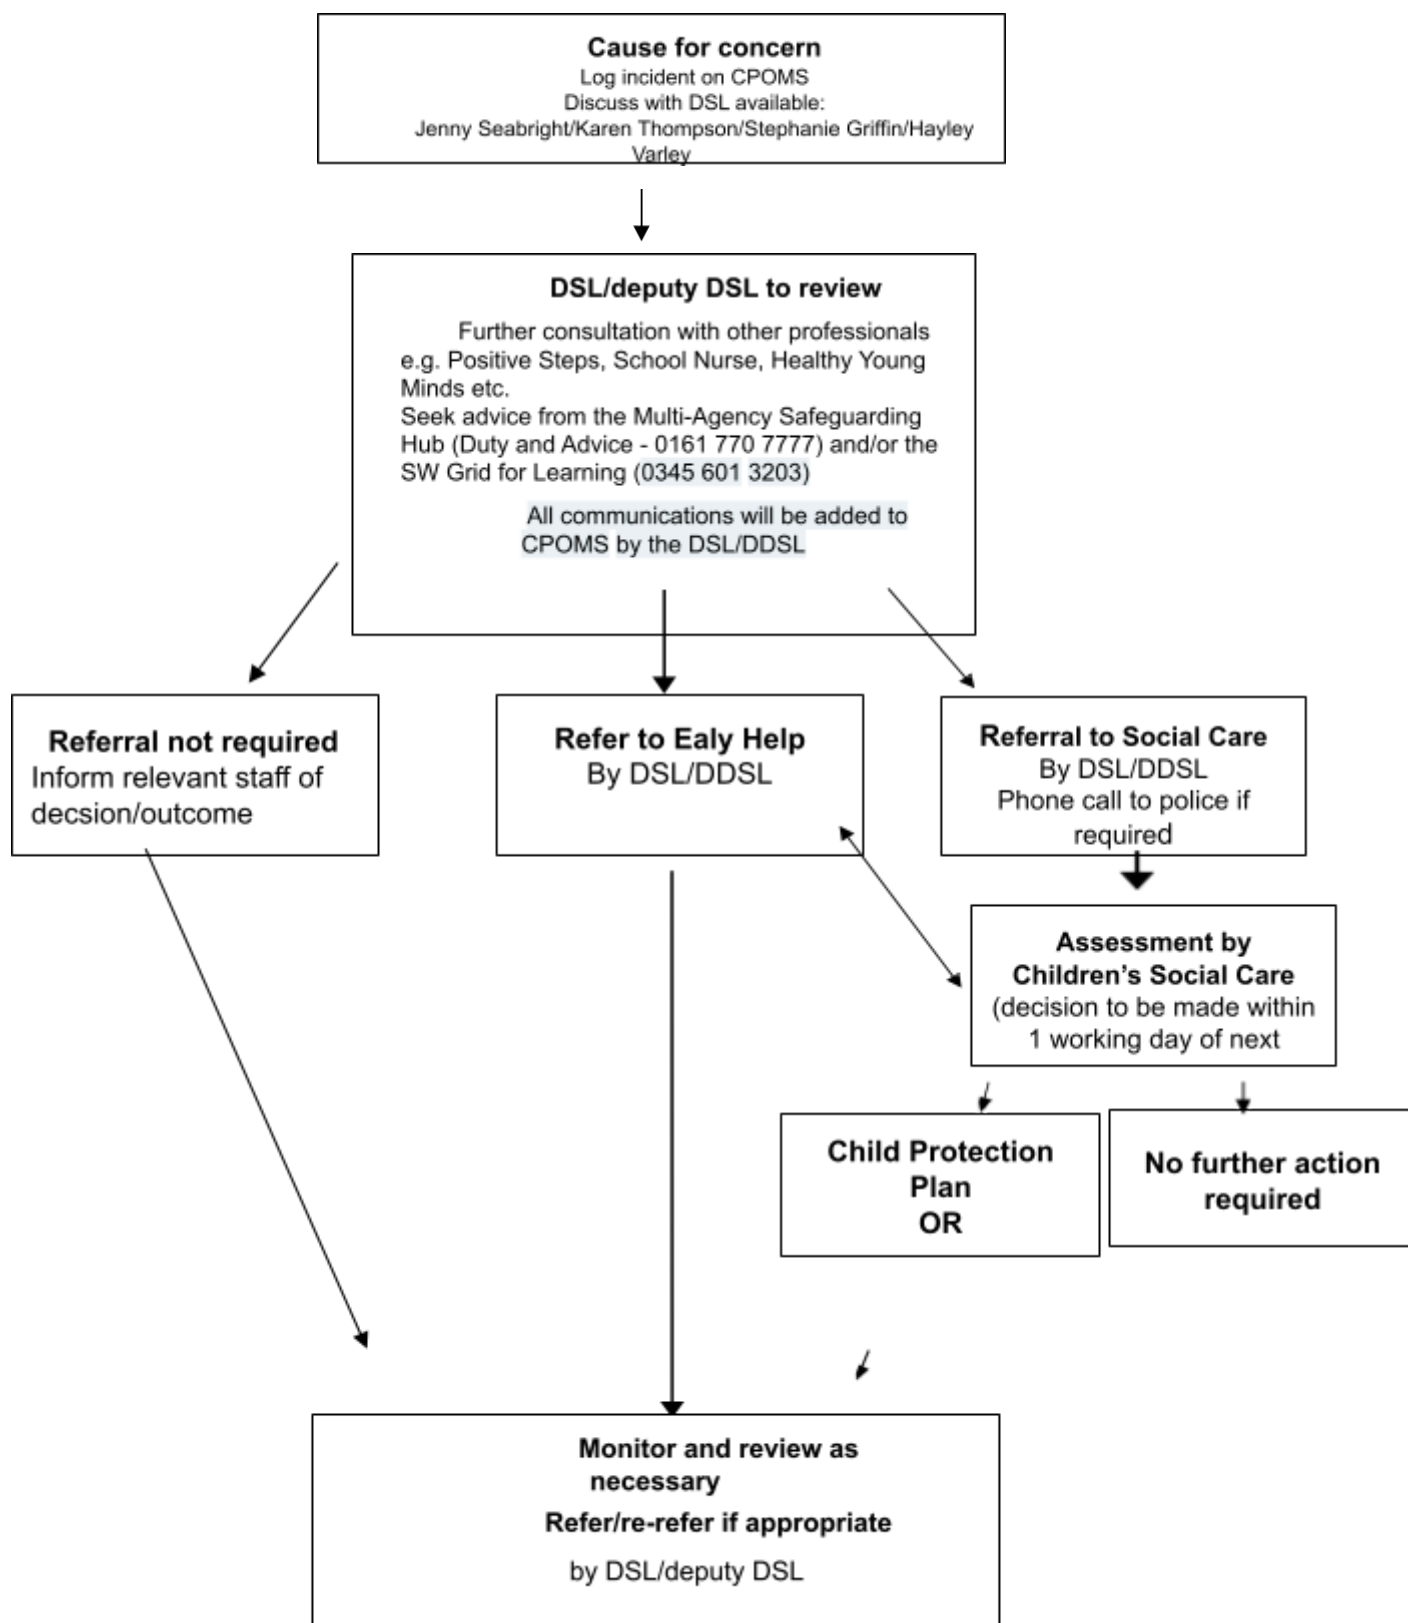 Cause for concern
Log incident on CPOMS
Discuss with DSL available:
Jenny Seabright/Karen Thompson/Stephanie Griffin/Hayley
Varley
DSL/deputy DSL to review
Further consultation with other professionals
e.g. Positive Steps, School Nurse, Healthy Young
Minds etc.
Seek advice from the Multi-Agency Safeguarding
Hub (Duty and Advice - 0161 770 7777) and/or the
SW Grid for Learning (0345 601 3203)
All communications will be added to
CPOMS by the DSL/DDSL
Referral not required
Inform relevant staff of
decsion/outcome
Refer to Ealy Help
By DSL/DDSL
Referral to Social Care
By DSL/DDSL
Phone call to police if
required
Assessment by
Children’s Social Care
(decision to be made within
1 working day of next
Child Protection
Plan
OR
No further action
required
Monitor and review as
necessary
Refer/re-refer if appropriate
by DSL/deputy DSL